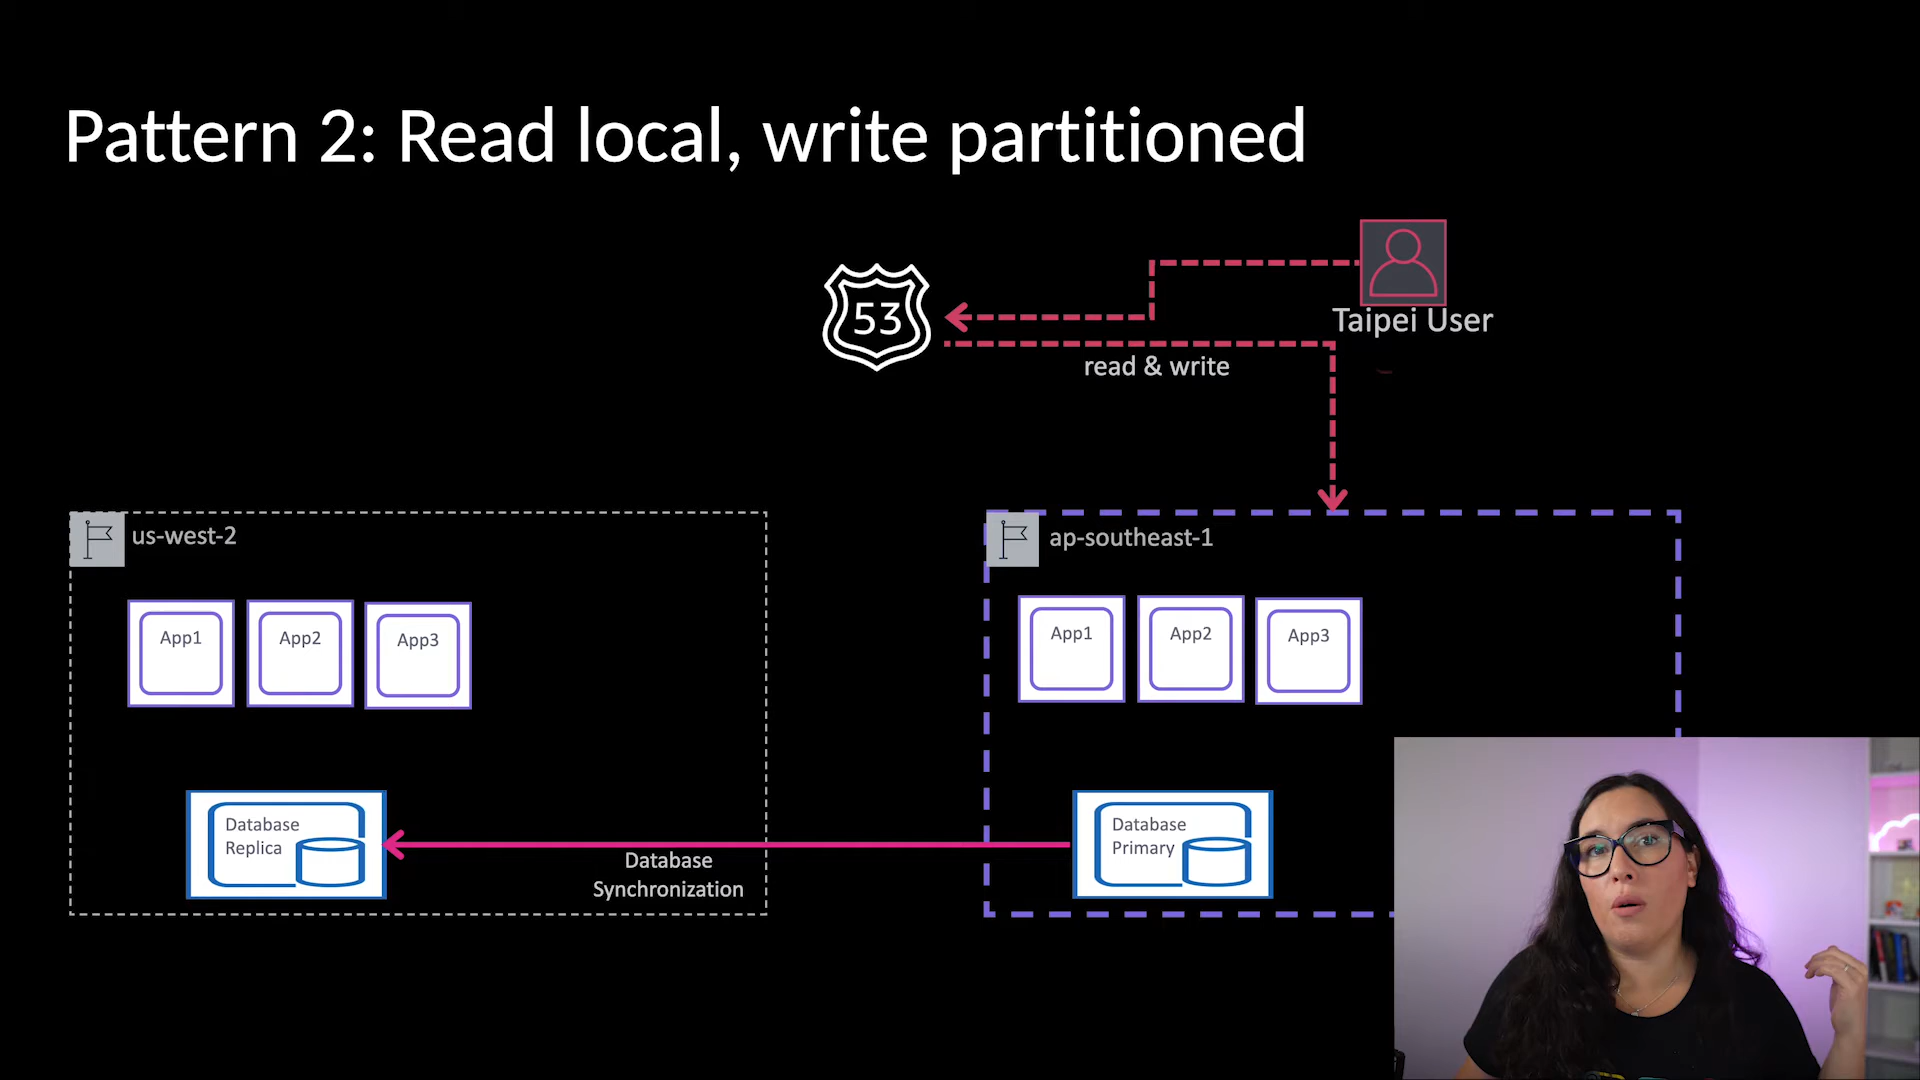 Pattern 2: Read local, write partitioned
53
Taipei User
read & write
us-west-2
App1
App2
App3
Database
Replica
Database
Synchronization
ap-southeast-1
App1
App2
App3
Database
Primary